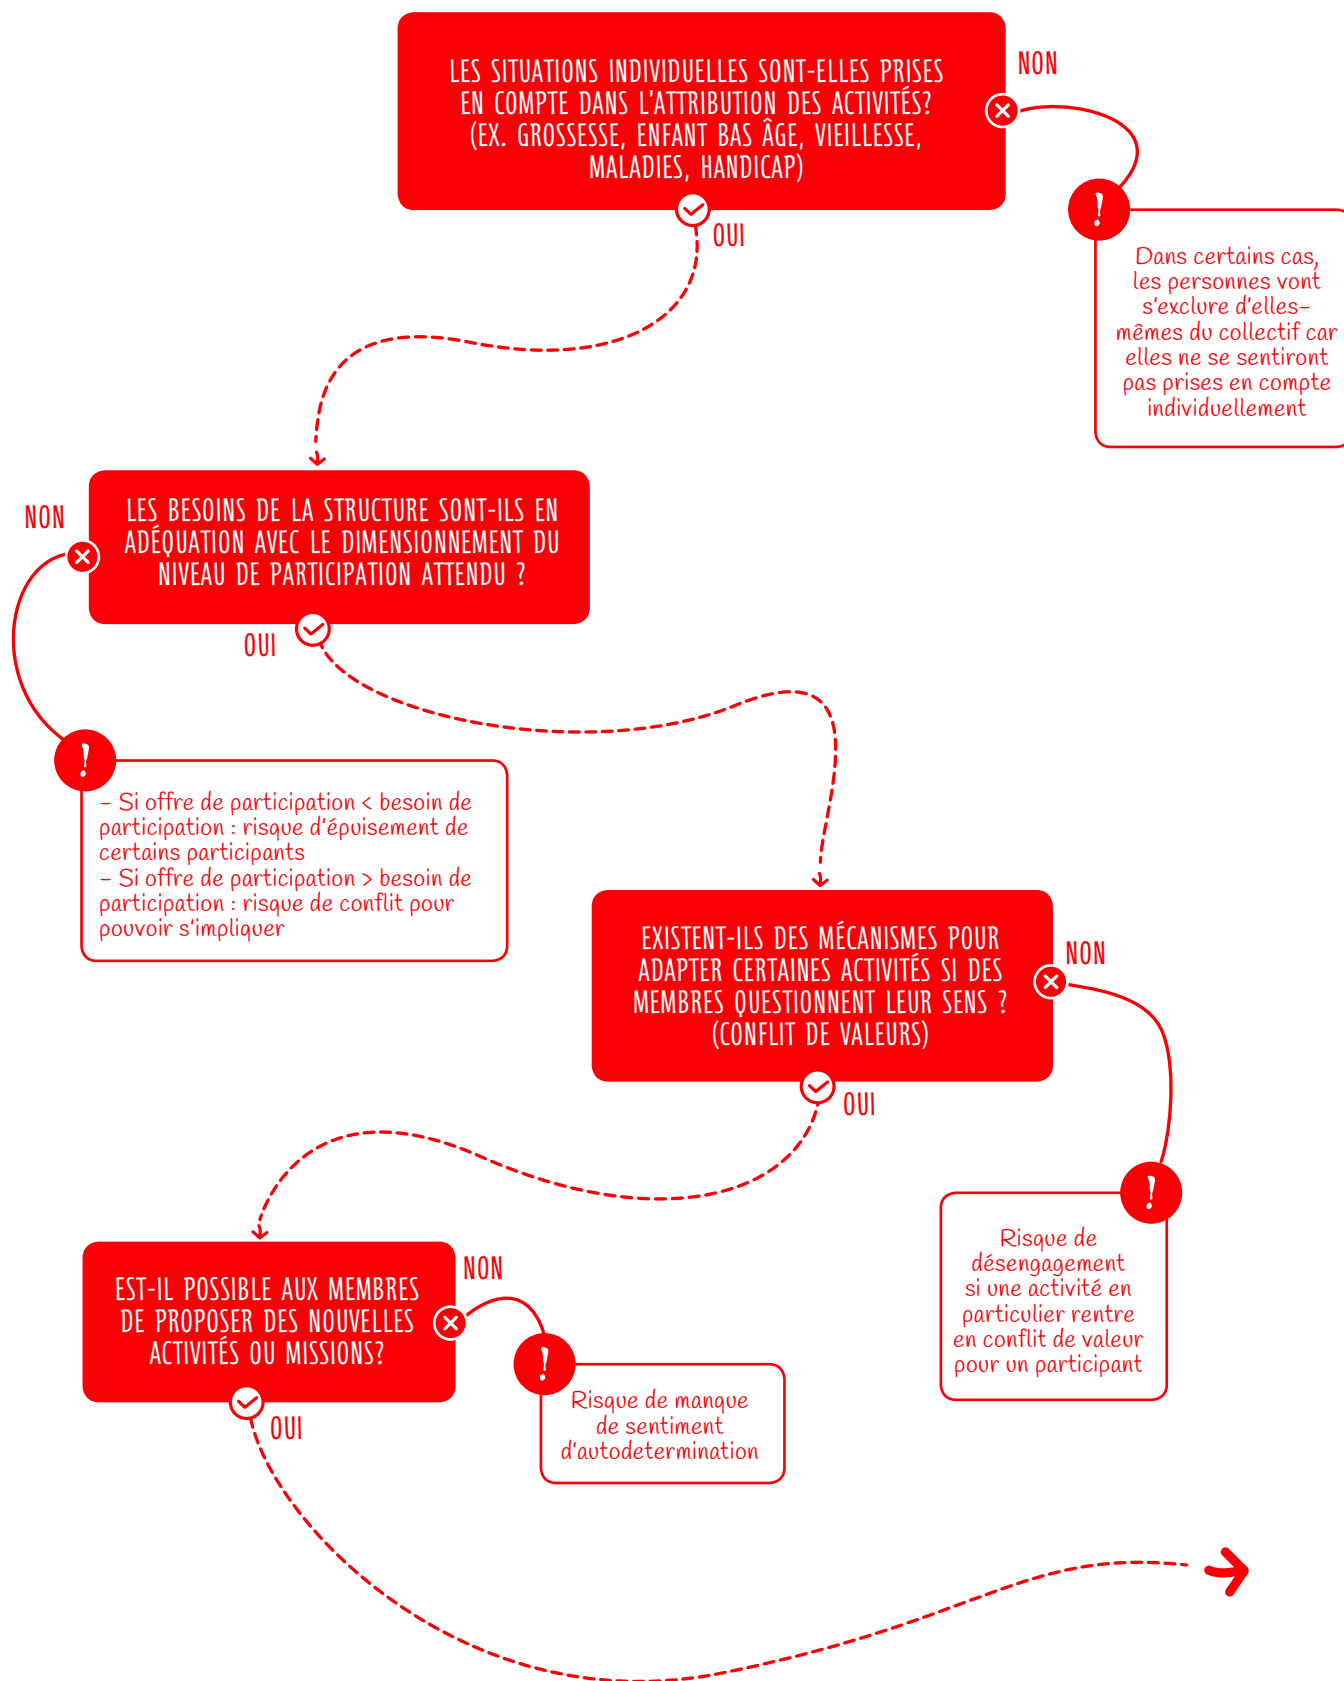 LES SITUATIONS INDIVIDUELLES SONT-ELLES PRISES
EN COMPTE DANS L'ATTRIBUTION DES ACTIVITÉS?
(EX. GROSSESSE, ENFANT BAS ÂGE, VIEILLESSE,
MALADIES, HANDICAP)
NON
!
Dans certains cas,
les personnes vont
s'exclure d'elles-
mêmes du collectif car
elles ne se sentiront
pas prises en compte
individuellement
OUI
LES BESOINS DE LA STRUCTURE SONT-ILS EN
ADÉQUATION AVEC LE DIMENSIONNEMENT DU
NIVEAU DE PARTICIPATION ATTENDU ?
NON
!
- Si offre de participation < besoin de
participation : risque d'épuisement de
certains participants
- Si offre de participation > besoin de
participation : risque de conflit pour
pouvoir s'impliquer
OUI
EXISTENT-ILS DES MÉCANISMES POUR
ADAPTER CERTAINES ACTIVITÉS SI DES
MEMBRES QUESTIONNENT LEUR SENS ?
(CONFLIT DE VALEURS)
NON
!
Risque de
désengagement
si une activité en
particulier rentre
en conflit de valeur
pour un participant
OUI
EST-IL POSSIBLE AUX MEMBRES
DE PROPOSER DES NOUVELLES
ACTIVITÉS OU MISSIONS?
NON
!
Risque de manque
de sentiment
d'autodetermination
OUI